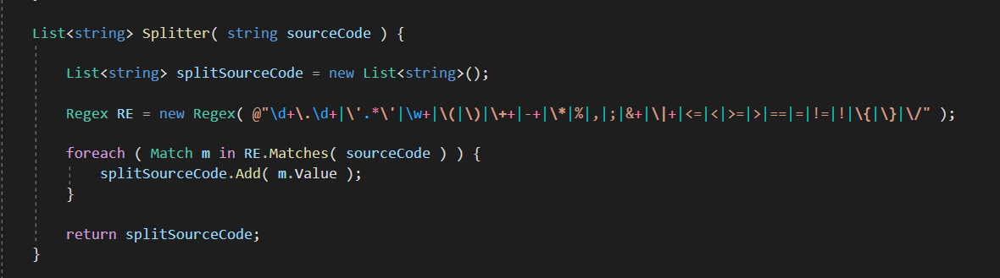 List<string> Splitter( string sourceCode ) {
List<string> splitSourceCode = new List<string>();
Regex RE = new Regex( @"\d+\.\d+|\'.*\'|\w+|\(|\)|\++|-+|\*|%|,|;|&+|\|+|<=|<|>=|>|==|=|!=|!|\{|\}|\/" );
foreach ( Match m in RE.Matches( sourceCode ) ) {
splitSourceCode.Add( m.Value );
}
return splitSourceCode;
}